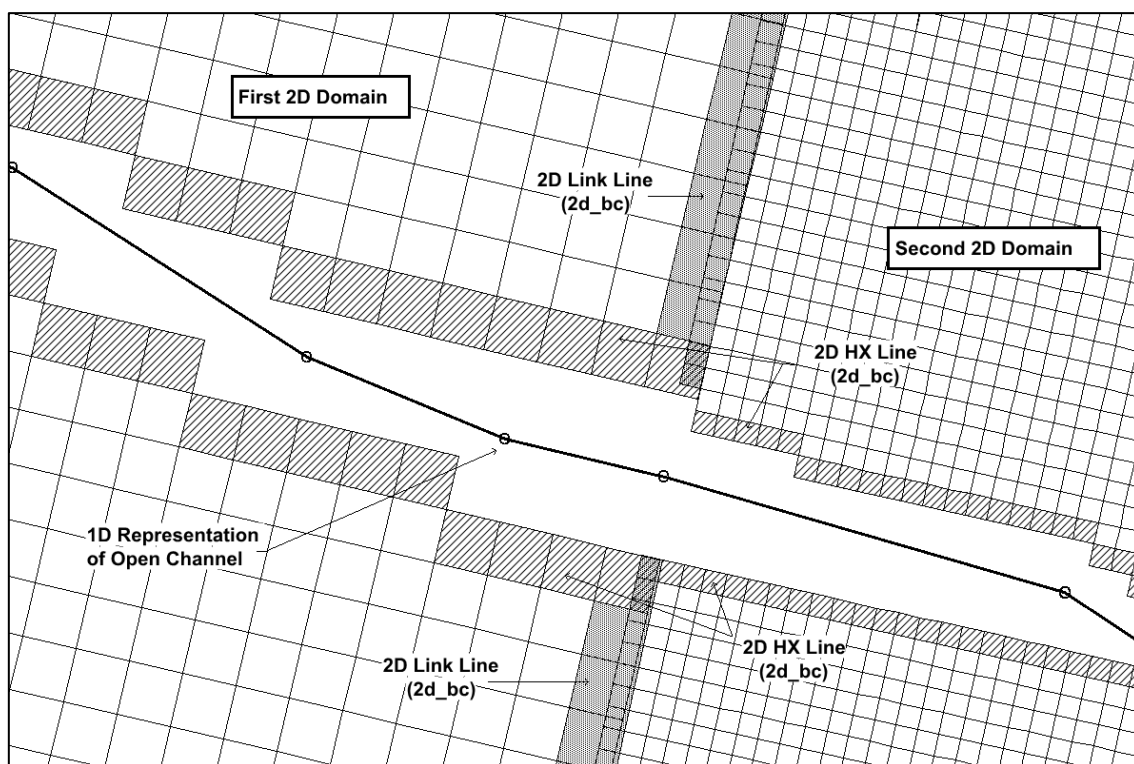 First 2D Domain
2D Link Line
(2d_bc)
Second 2D Domain
2D HX Line
(2d_bc)
1D Representation
of Open Channel
2D HX Line
(2d_bc)
2D Link Line
(2d_bc)